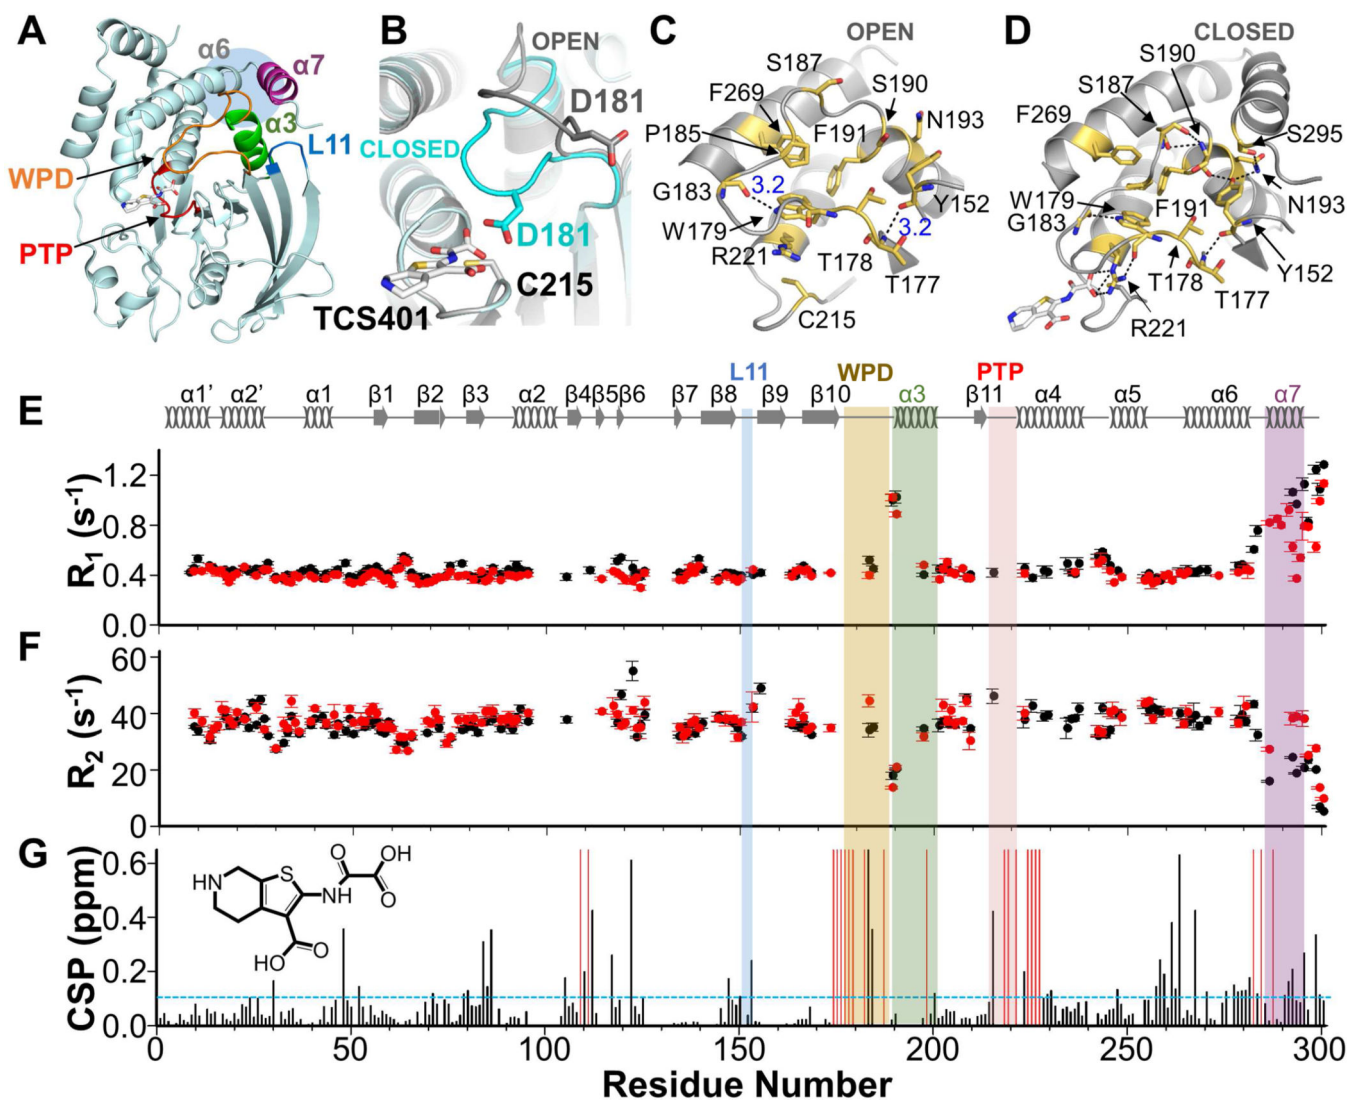 A
α6
α7
α3
L11
WPD
PTP
B
OPEN
D181
CLOSED
D181
C215
TCS401
C
OPEN
S187
F269
S190
N193
P185
F191
G183
3.2
Y152
W179
3.2
R221
T178
T177
C215
D
S190
CLOSED
S187
F269
S295
W179
G183
F191
N193
T178
Y152
T177
R221
L11 WPD PTP
E
α1’ α2’ α1 β1 β2 β3 α2 β4 β5 β6 β7 β8 β9 β10 α3 β11 α4 α5 α6 α7
R1 (s-1)
1.2
0.8
0.4
0.0
F
R2 (s-1)
60
40
20
0
G
CSP (ppm)
0.6
0.4
0.2
0.0
O OH
HN S
NH O
O
HO
0 50 100 150 200 250 300
Residue Number